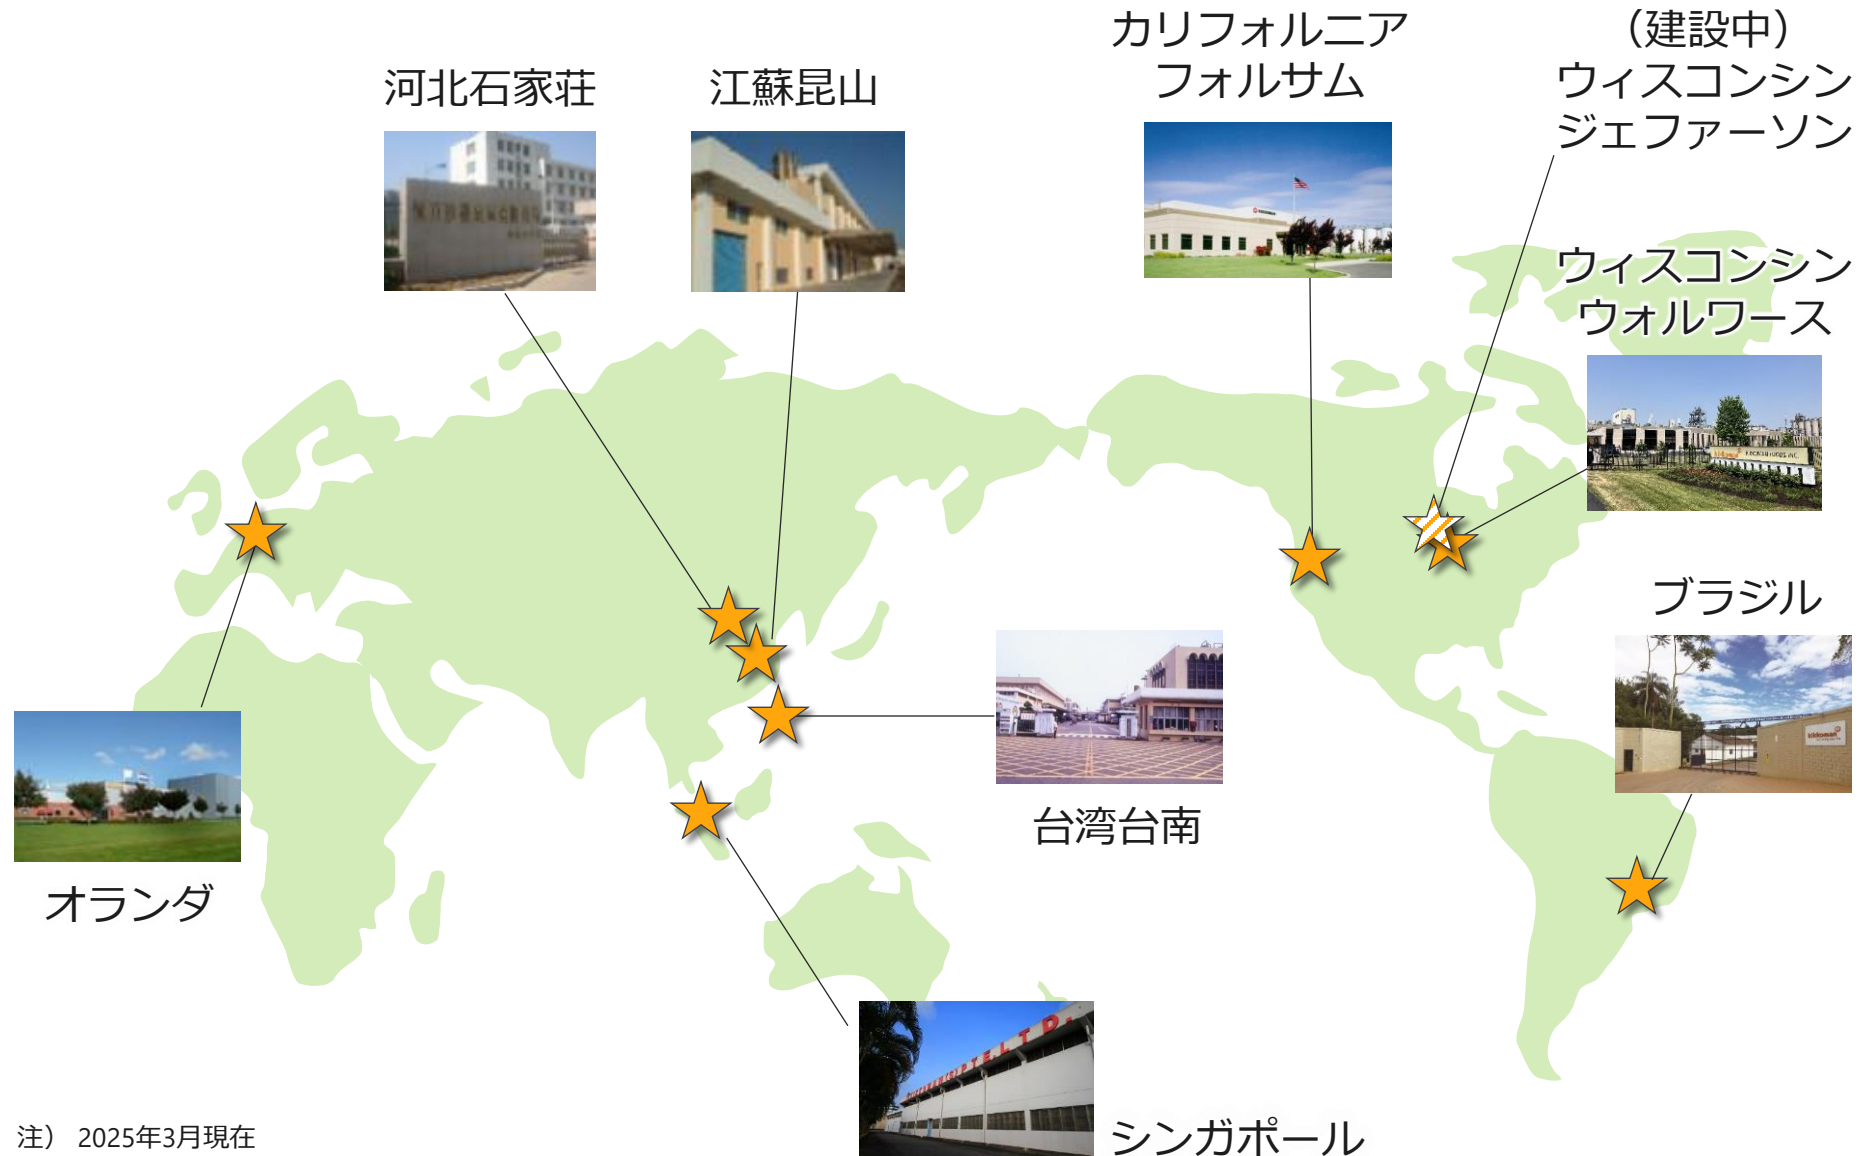 カリフォルニア
フォルサム
（建設中）
ウィスコンシン
ジェファーソン
河北石家荘
江蘇昆山
ウィスコンシン
ウォルワース
ブラジル
kikkoman
台湾台南
オランダ
PTE.LTD.
シンガポール
注） 2025年3月現在